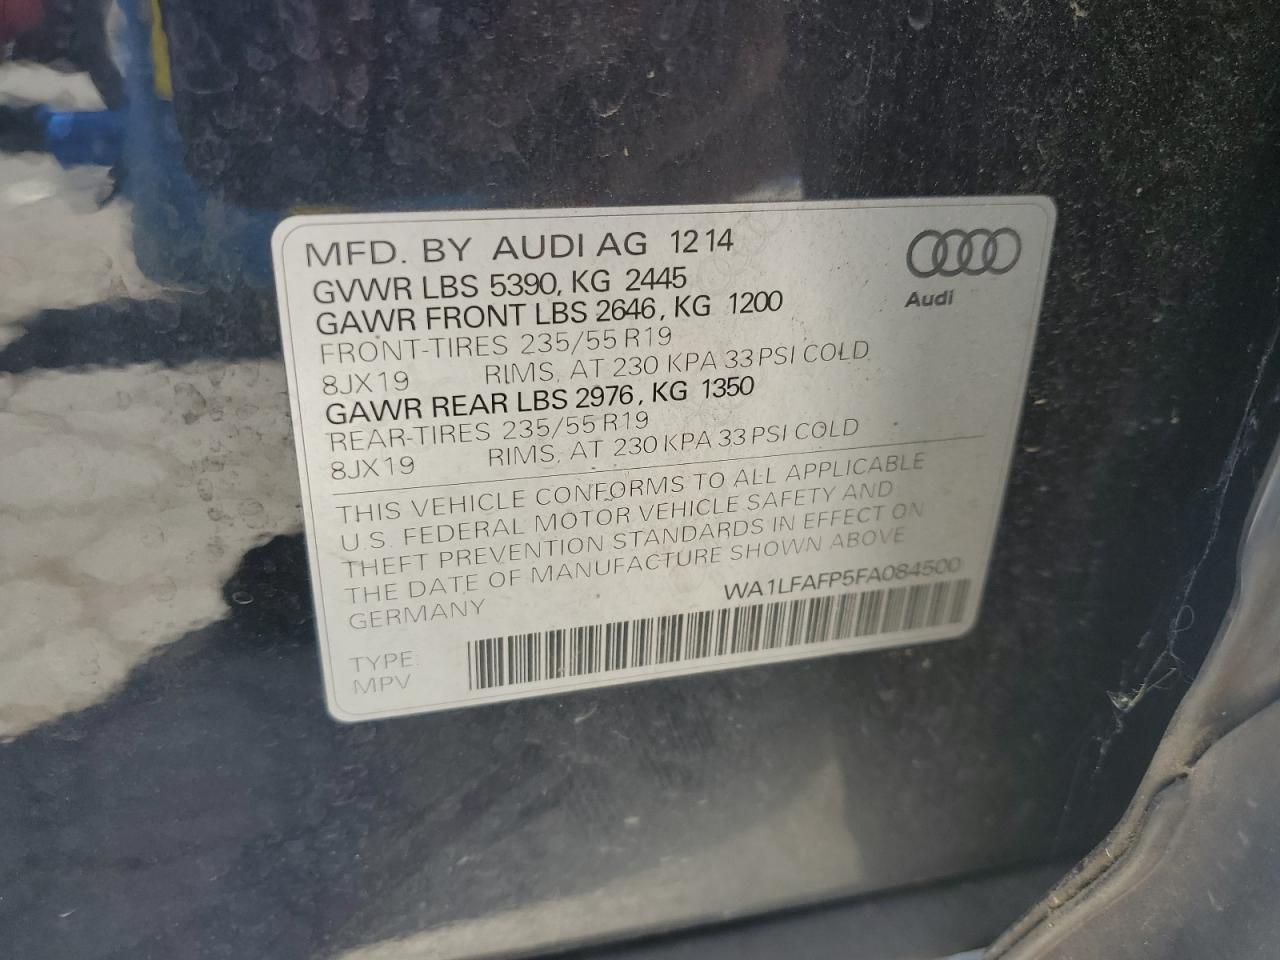 MFD. BY AUDI AG 12 14
GVWR LBS 5390, KG 2445
GAWR FRONT LBS 2646, KG 1200
FRONT-TIRES 235/55 R19
8JX19 RIMS, AT 230 KPA 33 PSI COLD
GAWR REAR LBS 2976, KG 1350
REAR-TIRES 235/55 R19
8JX19 RIMS, AT 230 KPA 33 PSI COLD
Audi
THIS VEHICLE CONFORMS TO ALL APPLICABLE
U.S. FEDERAL MOTOR VEHICLE SAFETY AND
THEFT PREVENTION STANDARDS IN EFFECT ON
THE DATE OF MANUFACTURE SHOWN ABOVE
GERMANY WA1LFAFP5FA084500
TYPE:
MPV